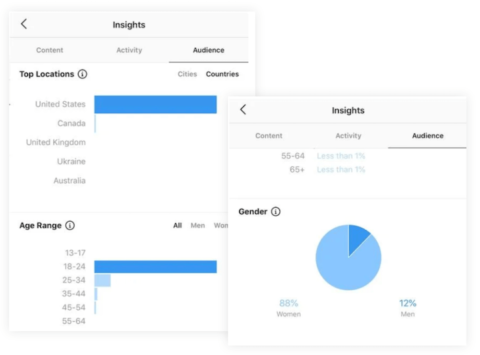 Insights
Content Activity Audience
Top Locations Cities Countries
United States
Canada
United Kingdom
Ukraine
Australia
Age Range All Men Wom
13-17
18-24
25-34
35-44
45-54
55-64
Insights
Content Activity Audience
55-64 Less than 1%
65+ Less than 1%
Gender
88% 12%
Women Men